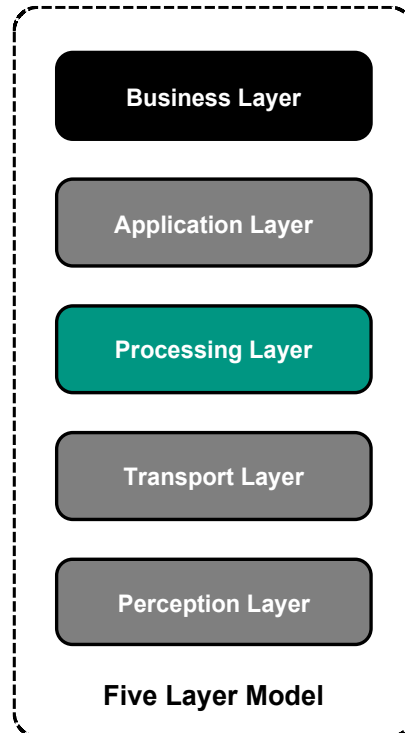 Business Layer
Application Layer
Processing Layer
Transport Layer
Perception Layer
Five Layer Model